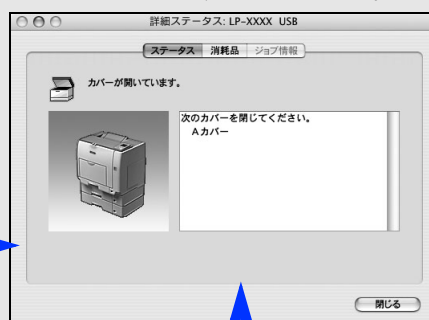 詳細ステータス: LP-XXXX USB
ステータス 消耗品 ジョブ情報
カバーが開いています。
次のカバーを閉じてください。
Aカバー
閉じる